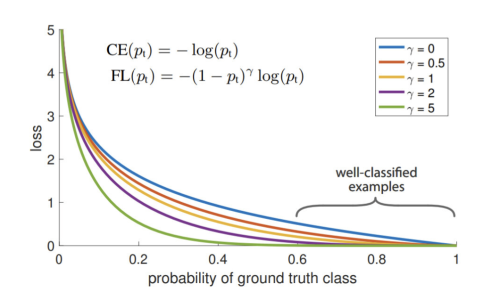 5
4
3
2
1
0
loss
CE(pₜ) = −log(pₜ)
FL(pₜ) = −(1 − pₜ)^γ log(pₜ)
γ = 0
γ = 0.5
γ = 1
γ = 2
γ = 5
well-classified
examples
0 0.2 0.4 0.6 0.8 1
probability of ground truth class